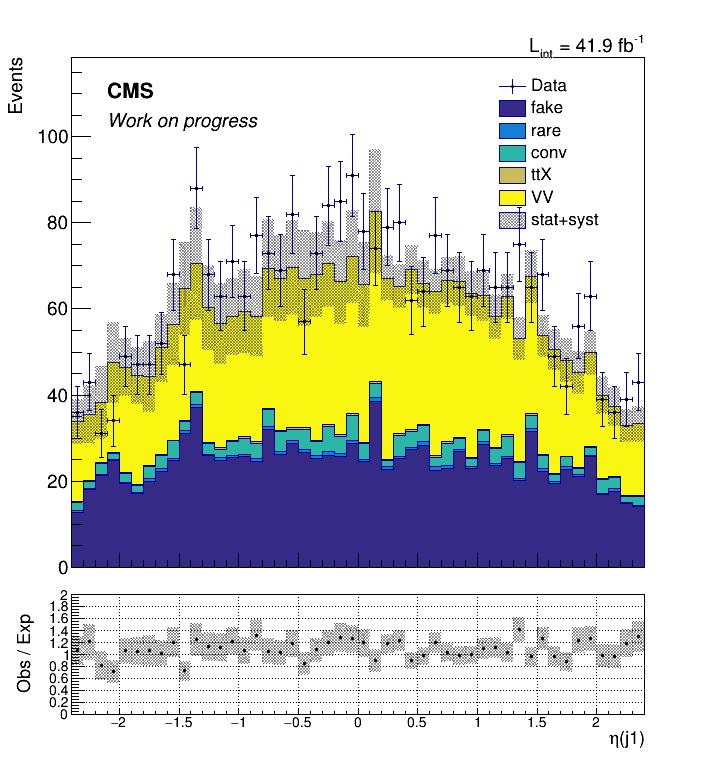 L_int = 41.9 fb^-1
Events
CMS
Work on progress
Data
fake
rare
conv
ttX
VV
stat+syst
100
80
60
40
20
0
Obs / Exp
2
1.8
1.6
1.4
1.2
1
0.8
0.6
0.4
0.2
0
−2 −1.5 −1 −0.5 0 0.5 1 1.5 2
η(j1)